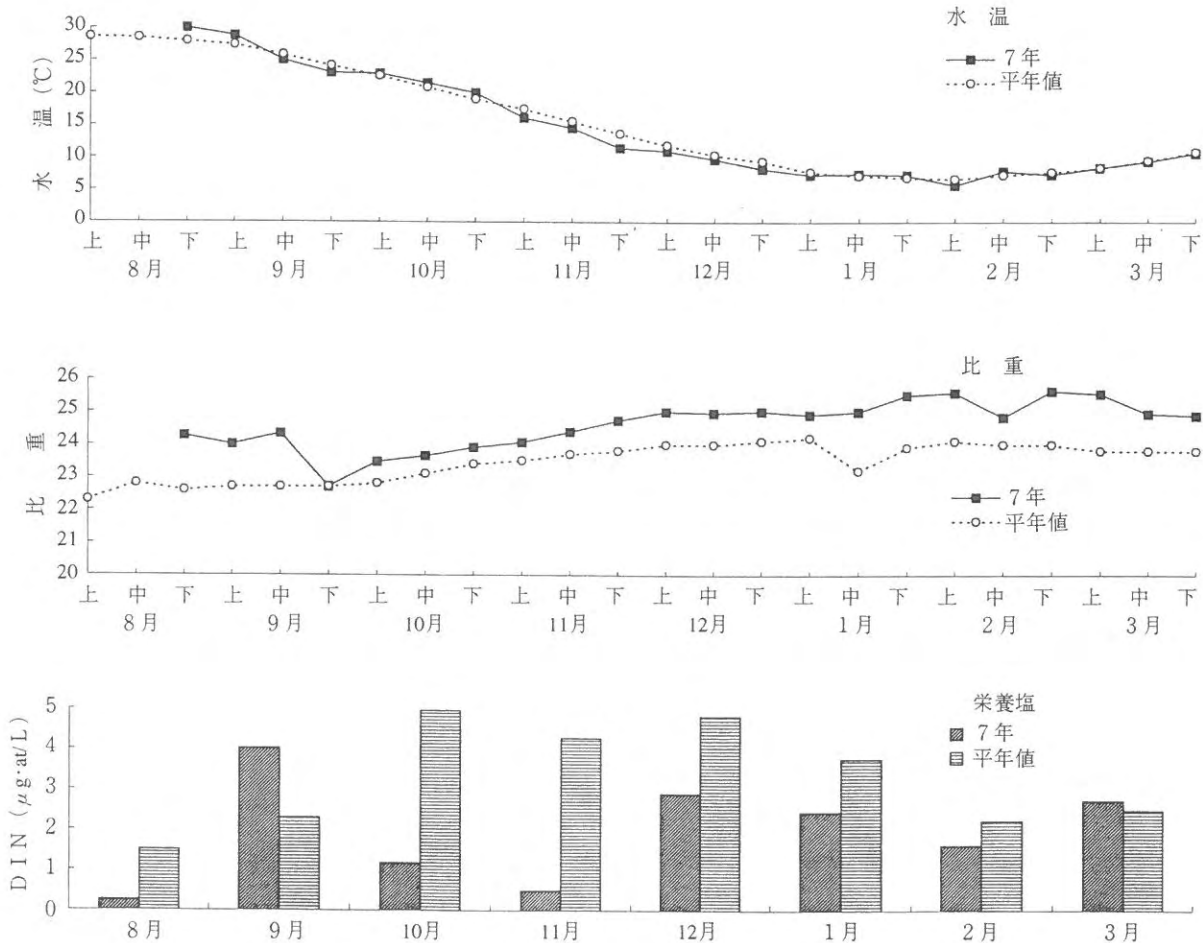 水 温
7年
平年値
水 温 (℃)
30
25
20
15
10
5
0
上 中 下 上 中 下 上 中 下 上 中 下 上 中 下 上 中 下 上 中 下 上 中 下
8月 9月 10月 11月 12月 1月 2月 3月
比 重
7年
平年値
比 重
26
25
24
23
22
21
20
上 中 下 上 中 下 上 中 下 上 中 下 上 中 下 上 中 下 上 中 下 上 中 下
8月 9月 10月 11月 12月 1月 2月 3月
栄養塩
7年
平年値
DIN (μg·at/L)
5
4
3
2
1
0
8月 9月 10月 11月 12月 1月 2月 3月